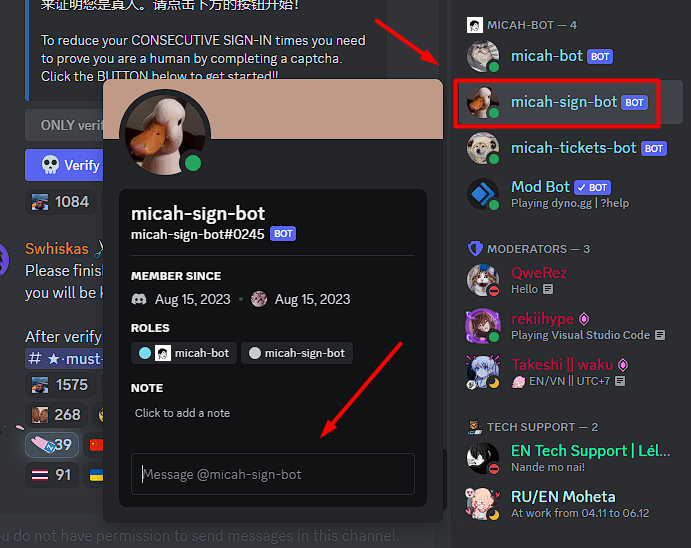 来证明您是真人。请点击下方的按钮开始!
To reduce your CONSECUTIVE SIGN-IN times you need
to prove you are a human by completing a captcha.
Click the BUTTON below to get started!!
ONLY verif
Verify
1084
Swhiskas
Please finis
you will be k
After verify
# ★·must-
1575
268
39
91
ou do not have permission to send messages in this channel.
micah-sign-bot
micah-sign-bot#0245 BOT
MEMBER SINCE
Aug 15, 2023 • Aug 15, 2023
ROLES
micah-bot micah-sign-bot
NOTE
Click to add a note
Message @micah-sign-bot
MICAH-BOT — 4
micah-bot BOT
micah-sign-bot BOT
micah-tickets-bot BOT
Mod Bot ✓ BOT
Playing dyno.gg | ?help
MODERATORS — 3
QweRez
Hello
rekiihype
Playing Visual Studio Code
Takeshi || waku
EN/VN || UTC+7
TECH SUPPORT — 2
EN Tech Support | Lél...
Nande mo nai!
RU/EN Moheta
At work from 04.11 to 06.12